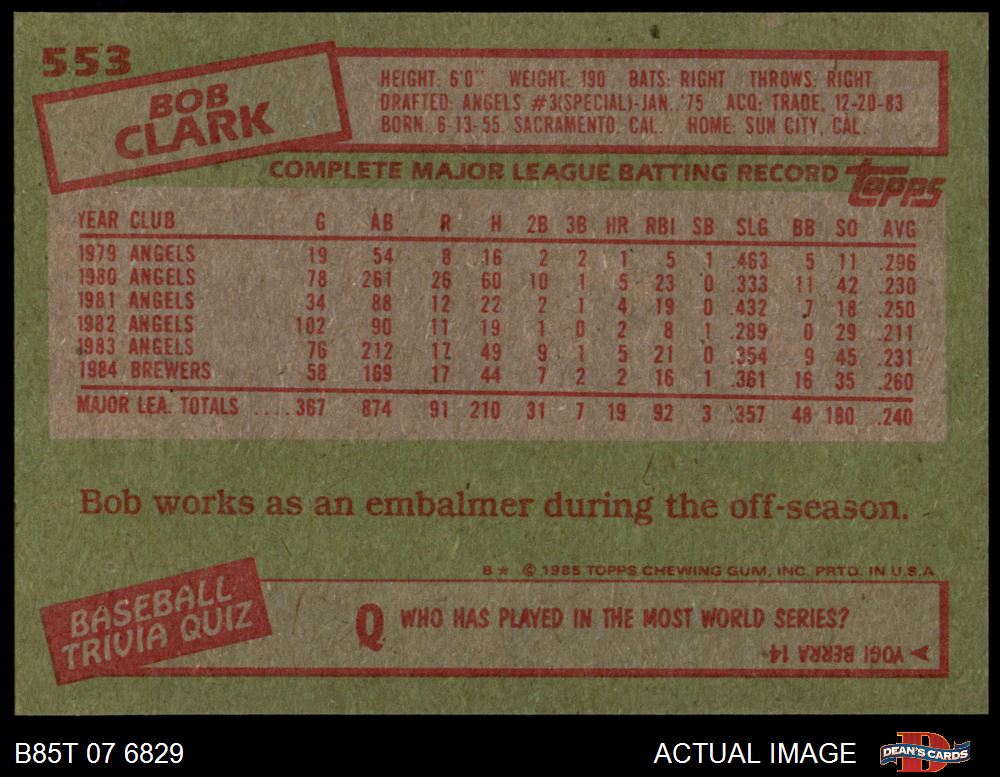 553
BOB
CLARK
HEIGHT: 6'0" WEIGHT: 190 BATS: RIGHT THROWS: RIGHT
DRAFTED: ANGELS #3(SPECIAL)-JAN. '75 ACQ: TRADE, 12-20-83
BORN: 6-13-55, SACRAMENTO, CAL. HOME: SUN CITY, CAL.
COMPLETE MAJOR LEAGUE BATTING RECORD topps
YEAR CLUB G AB R H 2B 3B HR RBI SB SLG BB SO AVG
1979 ANGELS 19 54 8 16 2 2 1 5 1 .463 5 11 .296
1980 ANGELS 78 261 26 60 10 1 5 23 0 .333 11 42 .230
1981 ANGELS 34 88 12 22 2 1 4 19 0 .432 7 18 .250
1982 ANGELS 102 90 11 19 1 0 2 8 1 .289 0 29 .211
1983 ANGELS 76 212 17 49 9 1 5 21 0 .354 9 45 .231
1984 BREWERS 58 169 17 44 7 2 2 16 1 .361 16 35 .260
MAJOR LEA. TOTALS ....367 874 91 210 31 7 19 92 3 .357 48 180 .240
Bob works as an embalmer during the off-season.
B * © 1985 TOPPS CHEWING GUM, INC. PRTD. IN U.S.A.
BASEBALL
TRIVIA QUIZ
Q WHO HAS PLAYED IN THE MOST WORLD SERIES?
YOGI BERRA 14
B85T 07 6829
ACTUAL IMAGE
D
DEAN'S CARDS